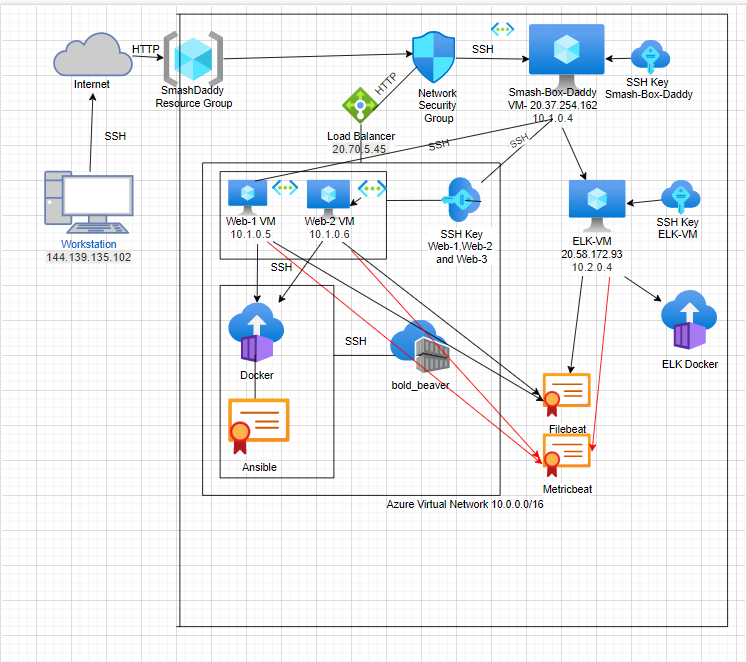 HTTP
Internet
SmashDaddy
Resource Group
SSH
Network
Security
Group
HTTP
SSH
Smash-Box-Daddy
VM- 20.37.254.162
10.1.0.4
SSH Key
Smash-Box-Daddy
Load Balancer
20.70.5.45
SSH
SSH
Web-1 VM
10.1.0.5
Web-2 VM
10.1.0.6
SSH Key
Web-1,Web-2
and Web-3
SSH Key
ELK-VM
ELK-VM
20.58.172.93
10.2.0.4
Workstation
144.139.135.102
SSH
Docker
SSH
bold_beaver
ELK Docker
Filebeat
Ansible
Metricbeat
Azure Virtual Network 10.0.0.0/16